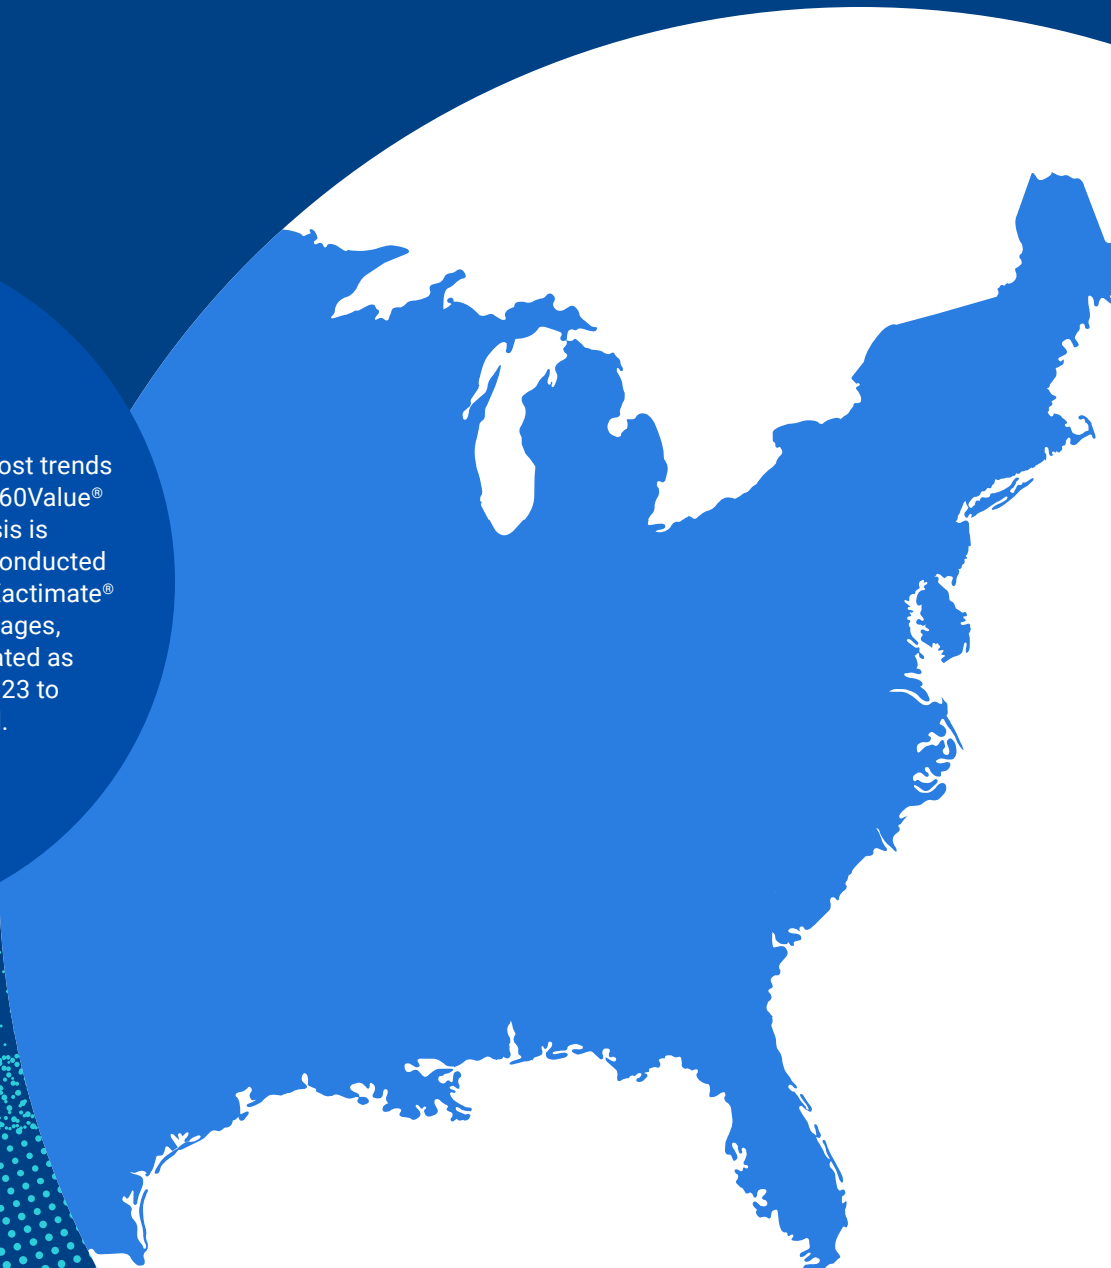 ost trends
60Value®
sis is
onducted
actimate®
ages,
ated as
23 to
.